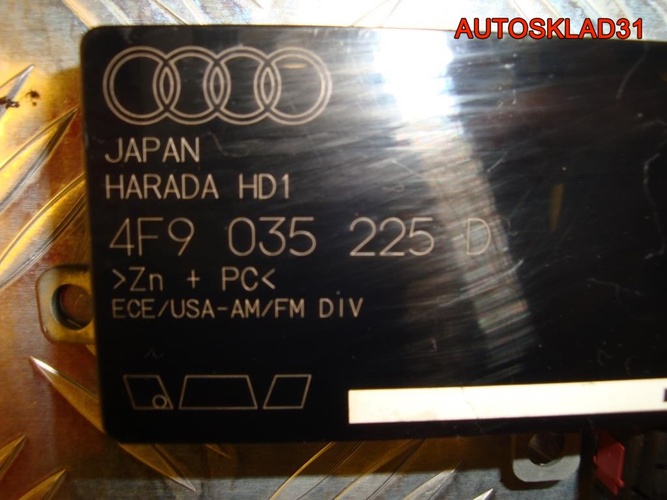 AUTOSKLAD31
JAPAN
HARADA HD1
4F9 035 225 D
>Zn + PC<
ECE/USA-AM/FM DIV